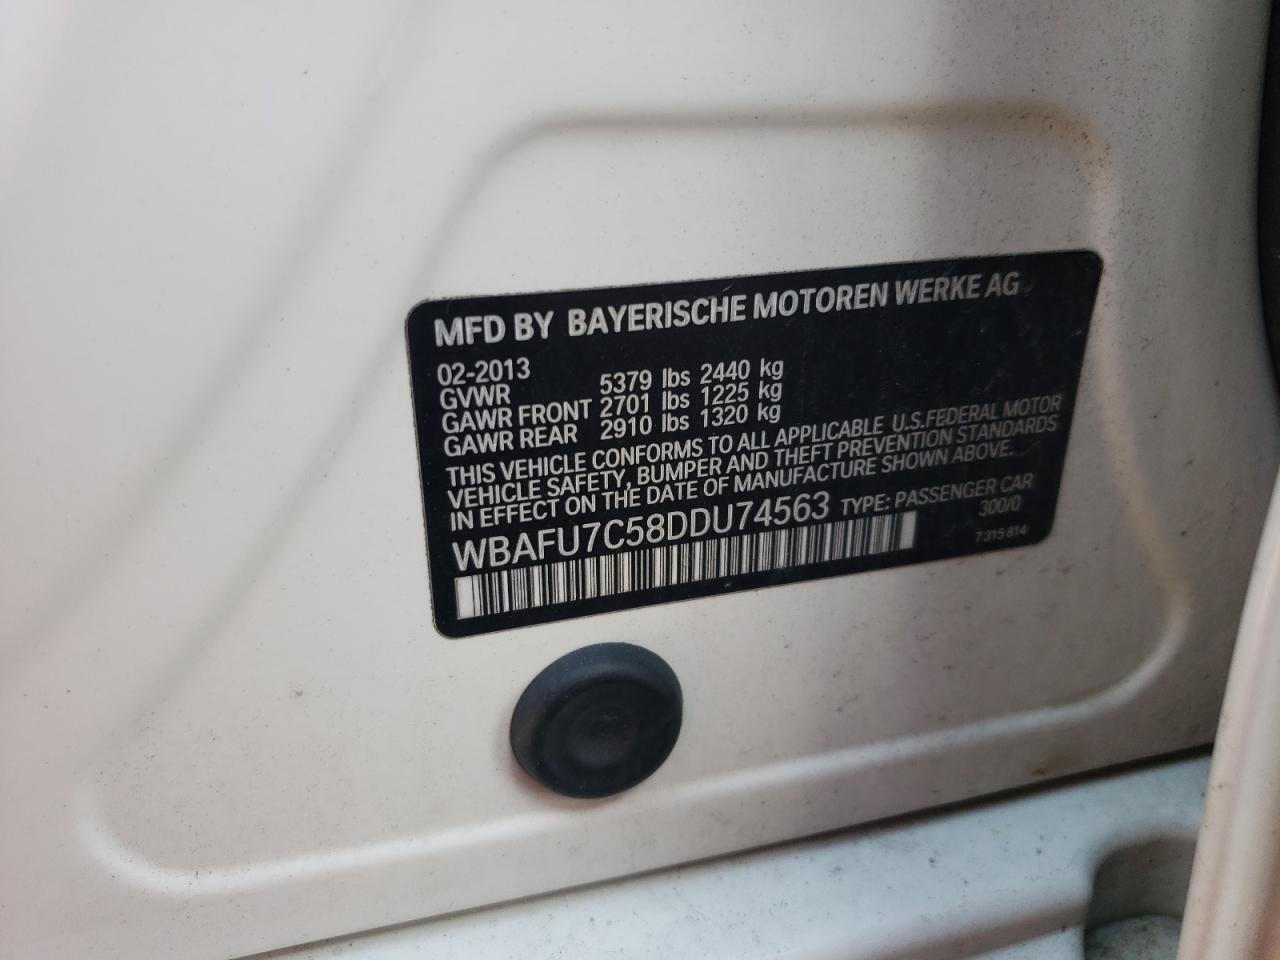 MFD BY BAYERISCHE MOTOREN WERKE AG
02-2013
GVWR 5379 lbs 2440 kg
GAWR FRONT 2701 lbs 1225 kg
GAWR REAR 2910 lbs 1320 kg
THIS VEHICLE CONFORMS TO ALL APPLICABLE U.S.FEDERAL MOTOR
VEHICLE SAFETY, BUMPER AND THEFT PREVENTION STANDARDS
IN EFFECT ON THE DATE OF MANUFACTURE SHOWN ABOVE.
WBAFU7C58DDU74563 TYPE: PASSENGER CAR
300/0
7 315 814